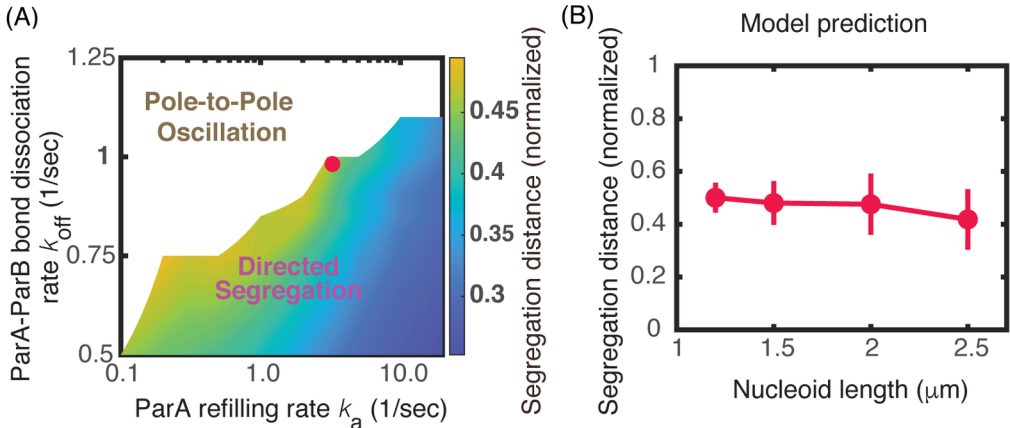 (A)
ParA-ParB bond dissociation
rate k_off (1/sec)
1.25
1
0.75
0.5
Pole-to-Pole
Oscillation
Directed
Segregation
0.1
1.0
10.0
ParA refilling rate k_a (1/sec)
0.45
0.4
0.35
0.3
Segregation distance (normalized)
(B)
Model prediction
Segregation distance (normalized)
1
0.8
0.6
0.4
0.2
0
1
1.5
2
2.5
Nucleoid length (μm)